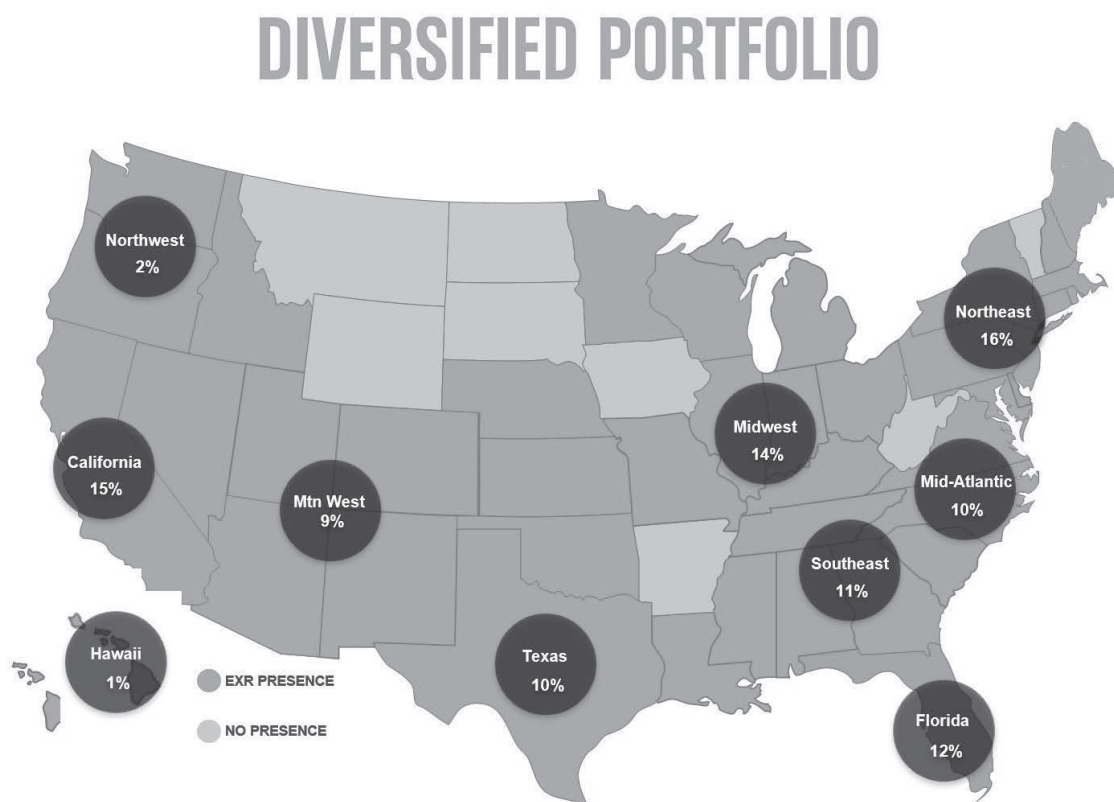 DIVERSIFIED PORTFOLIO
Northwest
2%
Northeast
16%
Midwest
14%
California
15%
Mtn West
9%
Mid-Atlantic
10%
Southeast
11%
Hawaii
1%
Texas
10%
Florida
12%
EXR PRESENCE
NO PRESENCE